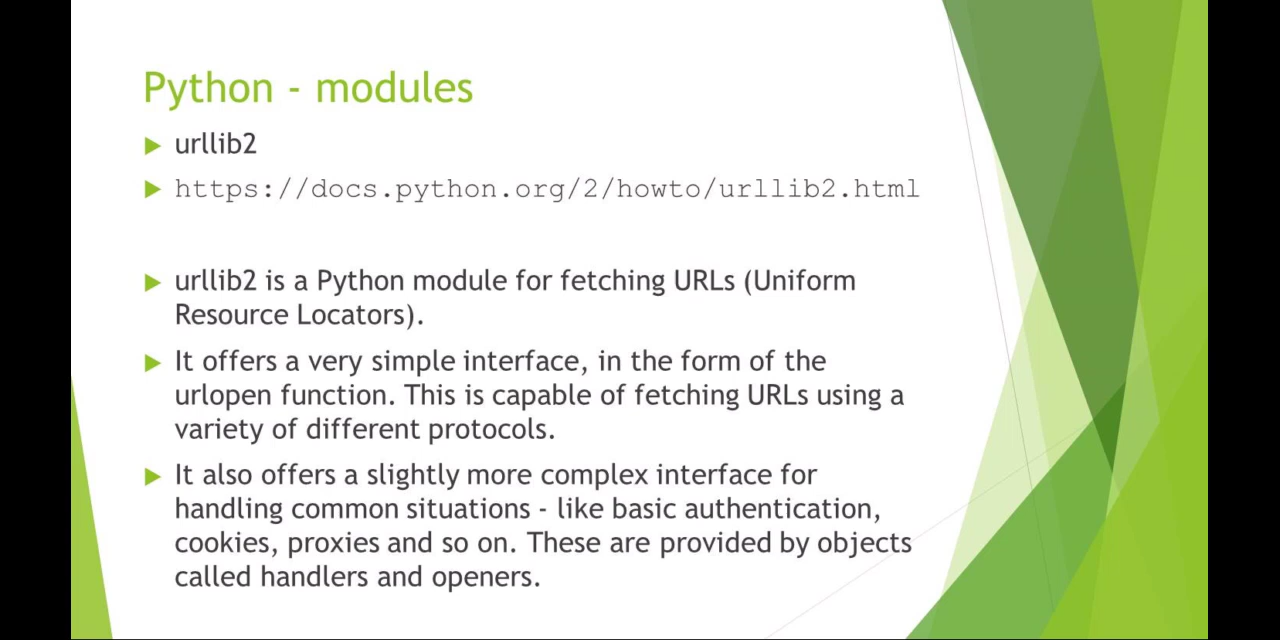 Python - modules
urllib2
https://docs.python.org/2/howto/urllib2.html
urllib2 is a Python module for fetching URLs (Uniform
Resource Locators).
It offers a very simple interface, in the form of the
urlopen function. This is capable of fetching URLs using a
variety of different protocols.
It also offers a slightly more complex interface for
handling common situations - like basic authentication,
cookies, proxies and so on. These are provided by objects
called handlers and openers.